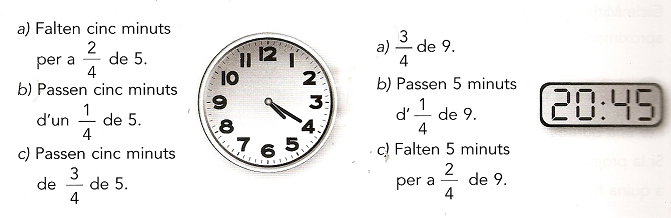 a) Falten cinc minuts
per a 2/4 de 5.
b) Passen cinc minuts
d'un 1/4 de 5.
c) Passen cinc minuts
de 3/4 de 5.
11 12 1
10 2
9 3
8 4
7 6 5
a) 3/4 de 9.
b) Passen 5 minuts
d' 1/4 de 9.
c) Falten 5 minuts
per a 2/4 de 9.
20:45